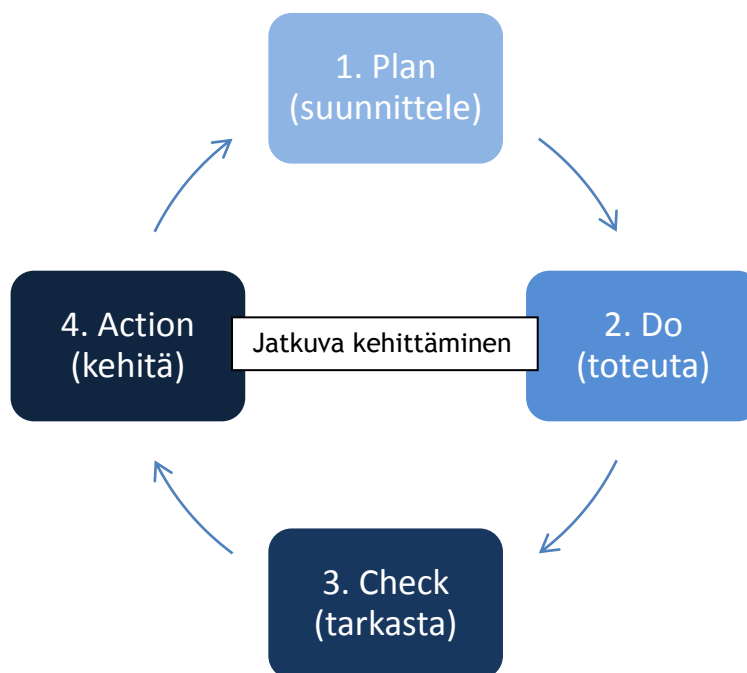 1. Plan
(suunnittele)
4. Action
(kehitä)
Jatkuva kehittäminen
2. Do
(toteuta)
3. Check
(tarkasta)